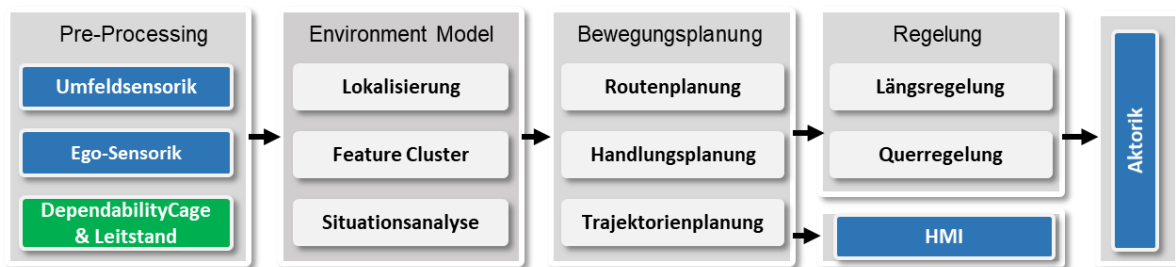 Pre-Processing
Umfeldsensorik
Ego-Sensorik
DependabilityCage
& Leitstand
Environment Model
Lokalisierung
Feature Cluster
Situationsanalyse
Bewegungsplanung
Routenplanung
Handlungsplanung
Trajektorienplanung
Regelung
Längsregelung
Querregelung
HMI
Aktorik